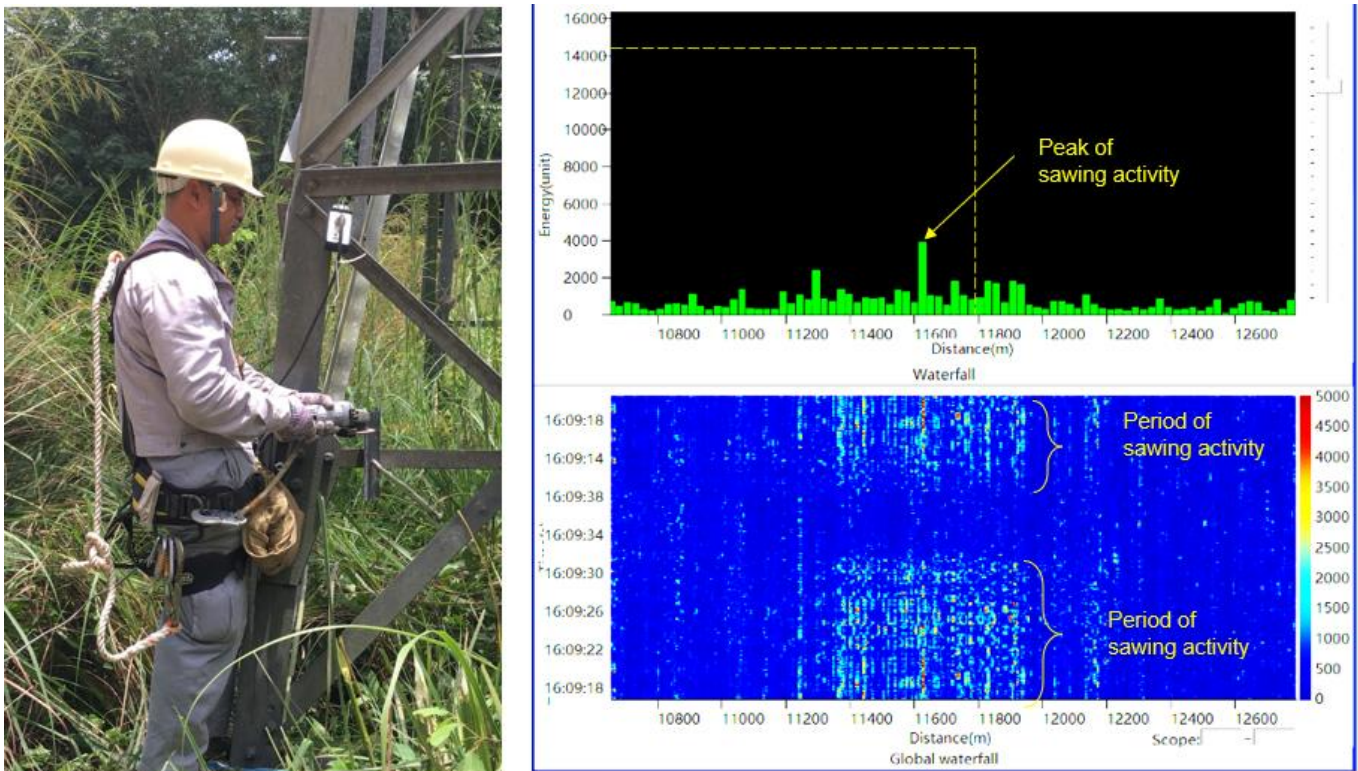 16000
14000
12000
10000
8000
6000
4000
2000
0
Energy(unit)
Peak of
sawing activity
10800 11000 11200 11400 11600 11800 12000 12200 12400 12600
Distance(m)
Waterfall
16:09:18
16:09:14
16:09:38
16:09:34
16:09:30
16:09:26
16:09:22
16:09:18
Period of
sawing activity
Period of
sawing activity
5000
4500
4000
3500
3000
2500
2000
1500
1000
500
0
10800 11000 11200 11400 11600 11800 12000 12200 12400 12600
Distance(m)
Scope: -
Global waterfall